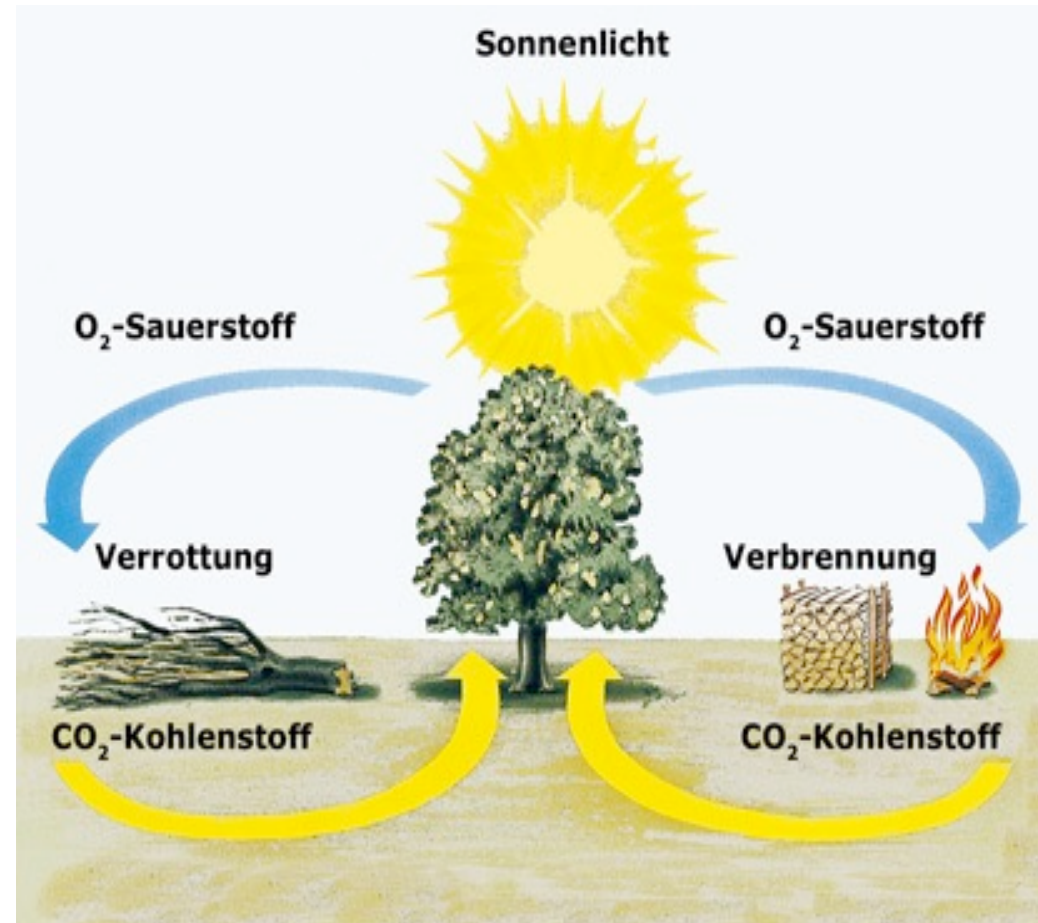 Sonnenlicht
O₂-Sauerstoff
O₂-Sauerstoff
Verrottung
Verbrennung
CO₂-Kohlenstoff
CO₂-Kohlenstoff